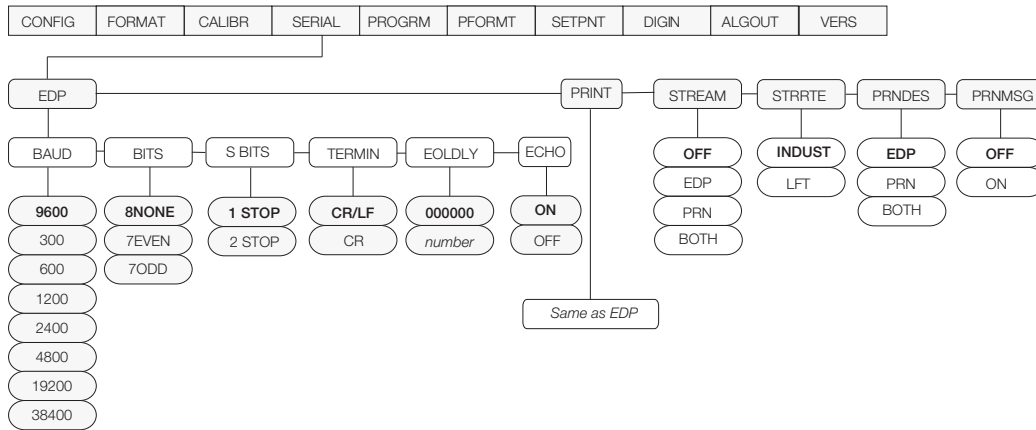 CONFIG FORMAT CALIBR SERIAL PROGRM PFORMT SETPNT DIGIN ALGOUT VERS
EDP PRINT STREAM STRRTE PRNDES PRNMSG
BAUD BITS S BITS TERMIN EOLDLY ECHO
OFF INDUST EDP OFF
EDP LFT PRN ON
PRN BOTH
BOTH
9600 8NONE 1 STOP CR/LF 000000 ON
300 7EVEN 2 STOP CR number OFF
600 7ODD
1200
2400
4800
19200
38400
Same as EDP